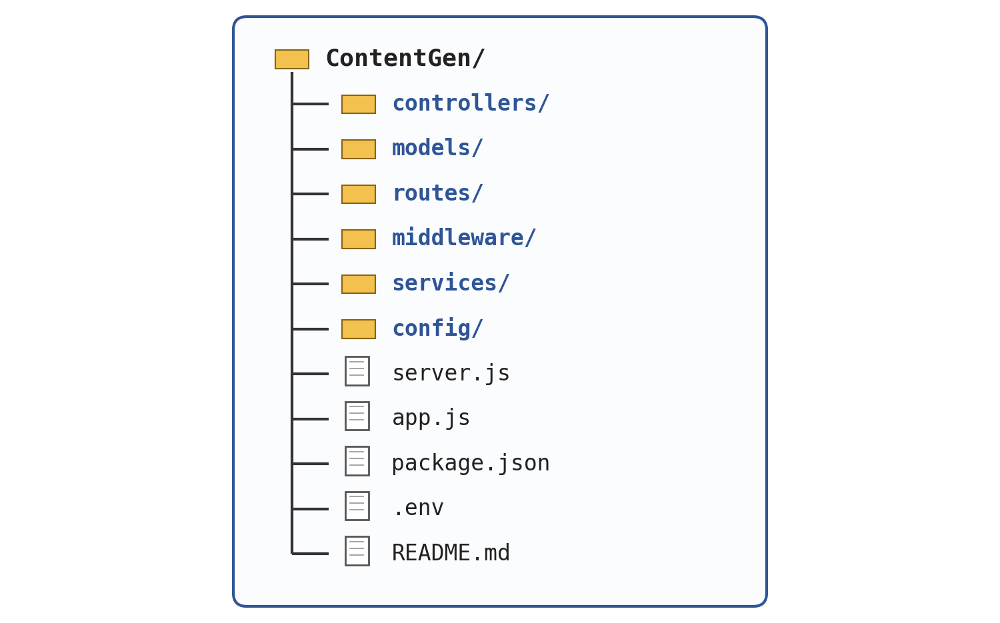 ContentGen/
controllers/
models/
routes/
middleware/
services/
config/
server.js
app.js
package.json
.env
README.md